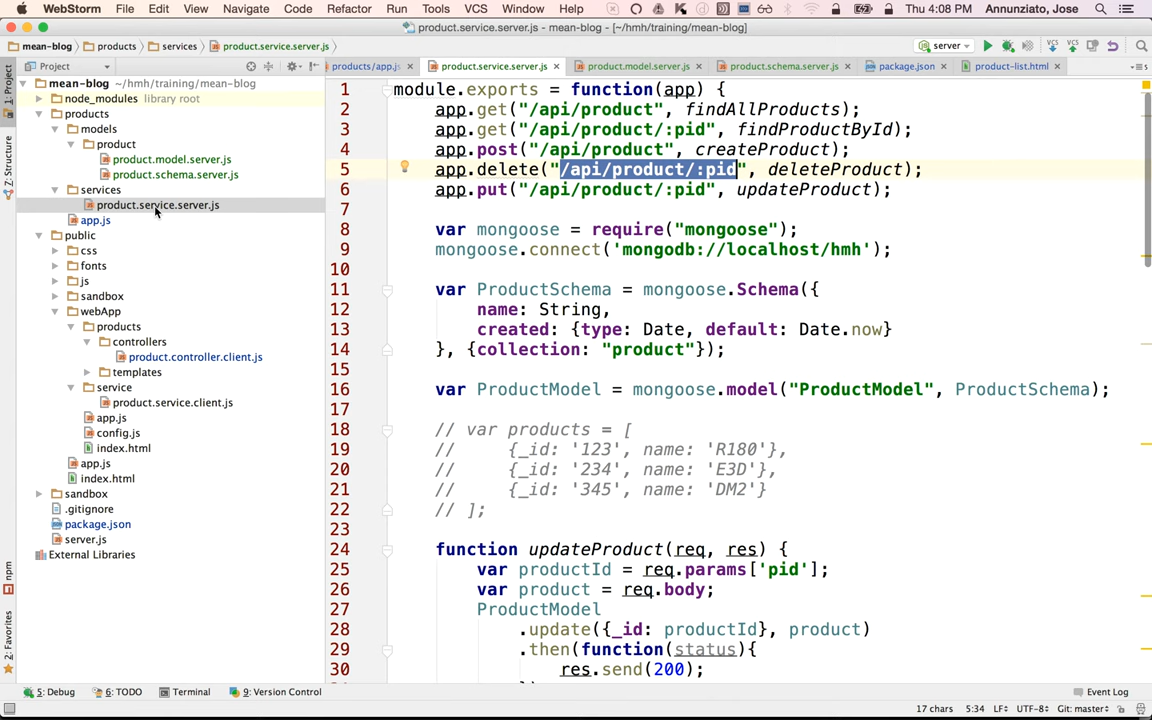 WebStorm File Edit View Navigate Code Refactor Run Tools VCS Window Help Thu 4:08 PM Annunziato, Jose
product.service.server.js - mean-blog - [~/hmh/training/mean-blog]
mean-blog products services product.service.server.js server
Project products/app.js product.service.server.js product.model.server.js product.schema.server.js package.json product-list.html
1: Project
7: Structure
npm
2: Favorites
mean-blog ~/hmh/training/mean-blog
node_modules library root
products
models
product
product.model.server.js
product.schema.server.js
services
product.service.server.js
app.js
public
css
fonts
js
sandbox
webApp
products
controllers
product.controller.client.js
templates
service
product.service.client.js
app.js
config.js
index.html
app.js
index.html
sandbox
.gitignore
package.json
server.js
External Libraries
1 module.exports = function(app) {
2 app.get("/api/product", findAllProducts);
3 app.get("/api/product/:pid", findProductById);
4 app.post("/api/product", createProduct);
5 app.delete("/api/product/:pid", deleteProduct);
6 app.put("/api/product/:pid", updateProduct);
7
8 var mongoose = require("mongoose");
9 mongoose.connect('mongodb://localhost/hmh');
10
11 var ProductSchema = mongoose.Schema({
12 name: String,
13 created: {type: Date, default: Date.now}
14 }, {collection: "product"});
15
16 var ProductModel = mongoose.model("ProductModel", ProductSchema);
17
18 // var products = [
19 // {_id: '123', name: 'R180'},
20 // {_id: '234', name: 'E3D'},
21 // {_id: '345', name: 'DM2'}
22 // ];
23
24 function updateProduct(req, res) {
25 var productId = req.params['pid'];
26 var product = req.body;
27 ProductModel
28 .update({_id: productId}, product)
29 .then(function(status){
30 res.send(200);
5: Debug 6: TODO Terminal 9: Version Control Event Log
17 chars 5:34 LF UTF-8 Git: master